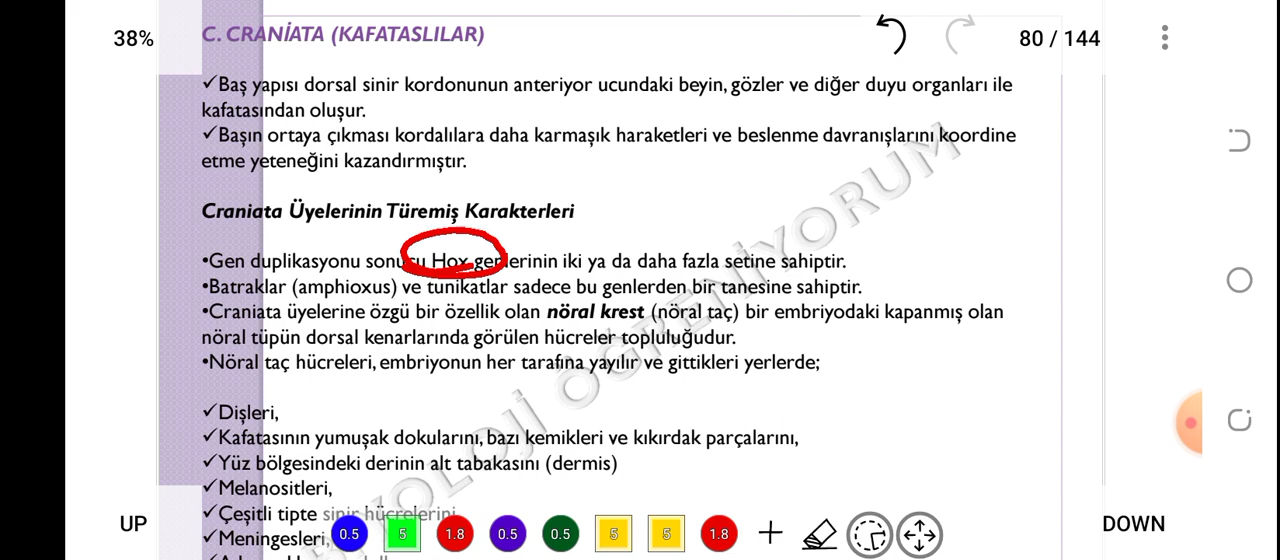 38%
C. CRANİATA (KAFATASLILAR)
80 / 144
✓Baş yapısı dorsal sinir kordonunun anteriyor ucundaki beyin, gözler ve diğer duyu organları ile
kafatasından oluşur.
✓Başın ortaya çıkması kordalılara daha karmaşık haraketleri ve beslenme davranışlarını koordine
etme yeteneğini kazandırmıştır.
Craniata Üyelerinin Türemiş Karakterleri
•Gen duplikasyonu sonucu Hox genlerinin iki ya da daha fazla setine sahiptir.
•Batraklar (amphioxus) ve tunikatlar sadece bu genlerden bir tanesine sahiptir.
•Craniata üyelerine özgü bir özellik olan nöral krest (nöral taç) bir embriyodaki kapanmış olan
nöral tüpün dorsal kenarlarında görülen hücreler topluluğudur.
•Nöral taç hücreleri, embriyonun her tarafına yayılır ve gittikleri yerlerde;
✓Dişleri,
✓Kafatasının yumuşak dokularını, bazı kemikleri ve kıkırdak parçalarını,
✓Yüz bölgesindeki derinin alt tabakasını (dermis)
✓Melanositleri,
✓Çeşitli tipte sinir hücrelerini
✓Meningesleri,
UP
0.5 5 1.8 0.5 0.5 5 5 1.8
DOWN
ÖĞRENİYORUM